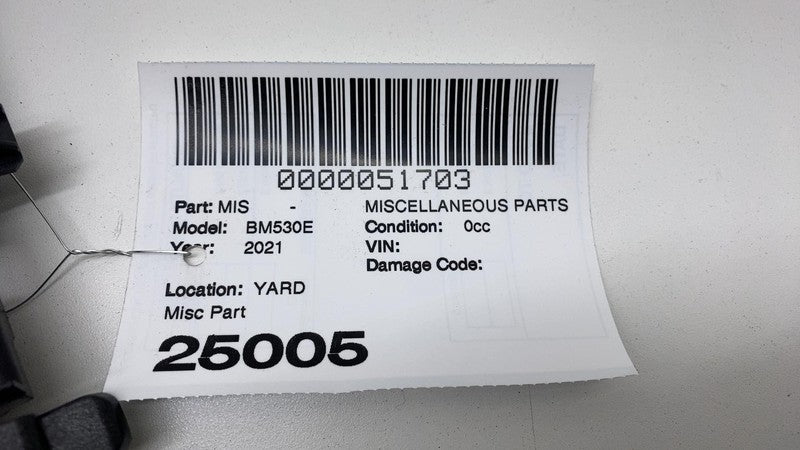 0000051703
Part: MIS - MISCELLANEOUS PARTS
Model: BM530E Condition: 0cc
Year: 2021 VIN:
Damage Code:
Location: YARD
Misc Part
25005